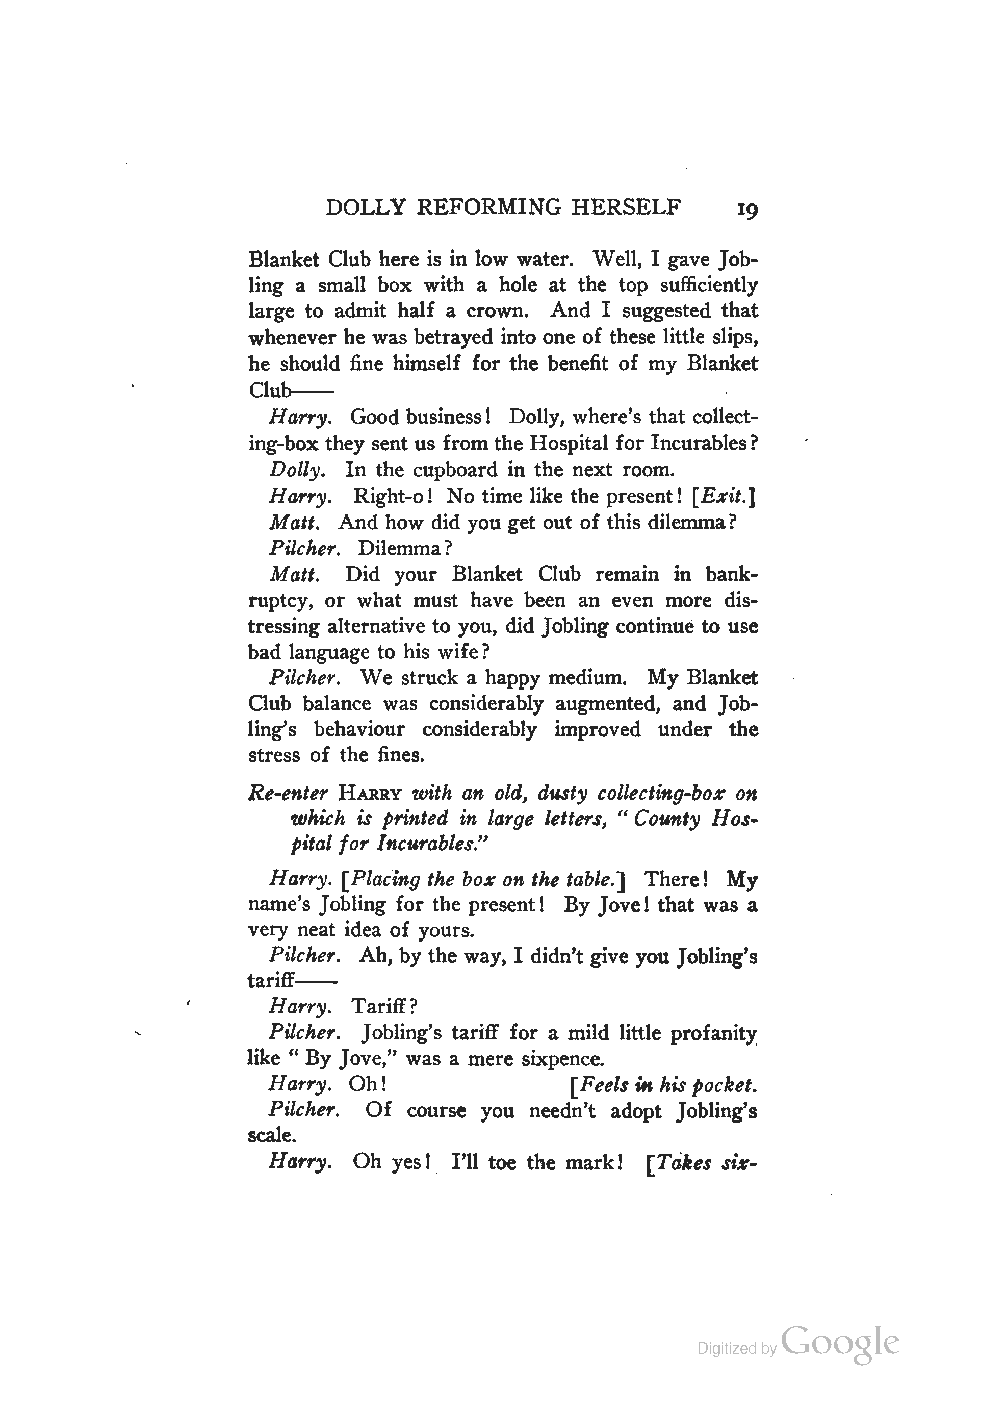 DOLLY REFORMING HERSELF 19
Blanket Club here is in low water. Well, I gave Job-
ling a small box with a hole at the top sufficiently
large to admit half a crown. And I suggested that
whenever he was betrayed into one of these little slips,
he should fine himself for the benefit of my Blanket
Club——
Harry. Good business! Dolly, where's that collect-
ing-box they sent us from the Hospital for Incurables?
Dolly. In the cupboard in the next room.
Harry. Right-o! No time like the present! [Exit.]
Matt. And how did you get out of this dilemma?
Pilcher. Dilemma?
Matt. Did your Blanket Club remain in bank-
ruptcy, or what must have been an even more dis-
tressing alternative to you, did Jobling continue to use
bad language to his wife?
Pilcher. We struck a happy medium. My Blanket
Club balance was considerably augmented, and Job-
ling's behaviour considerably improved under the
stress of the fines.
Re-enter HARRY with an old, dusty collecting-box on
which is printed in large letters, "County Hos-
pital for Incurables."
Harry. [Placing the box on the table.] There! My
name's Jobling for the present! By Jove! that was a
very neat idea of yours.
Pilcher. Ah, by the way, I didn't give you Jobling's
tariff——
Harry. Tariff?
Pilcher. Jobling's tariff for a mild little profanity
like "By Jove," was a mere sixpence.
Harry. Oh! [Feels in his pocket.
Pilcher. Of course you needn't adopt Jobling's
scale.
Harry. Oh yes! I'll toe the mark! [Takes six-
Digitized by Google